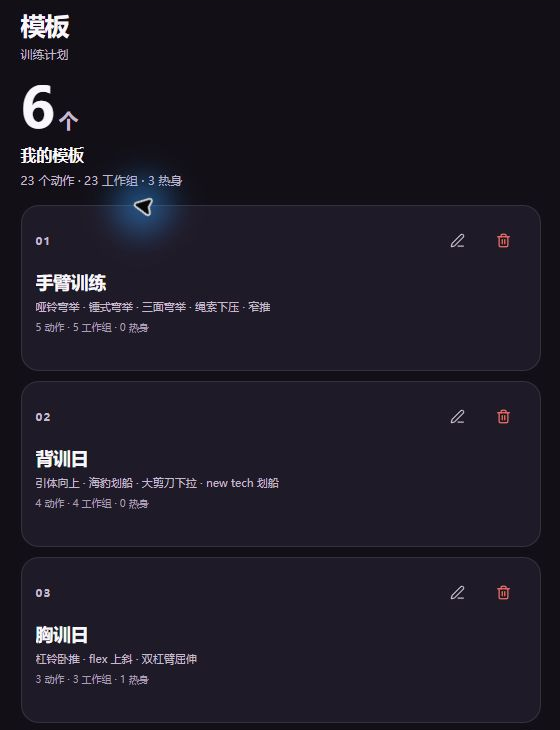 模板
训练计划
6个
我的模板
23 个动作 · 23 工作组 · 3 热身
01
手臂训练
哑铃弯举 · 锤式弯举 · 三面弯举 · 绳索下压 · 窄推
5 动作 · 5 工作组 · 0 热身
02
背训日
引体向上 · 海豹划船 · 大剪刀下拉 · new tech 划船
4 动作 · 4 工作组 · 0 热身
03
胸训日
杠铃卧推 · flex 上斜 · 双杠臂屈伸
3 动作 · 3 工作组 · 1 热身